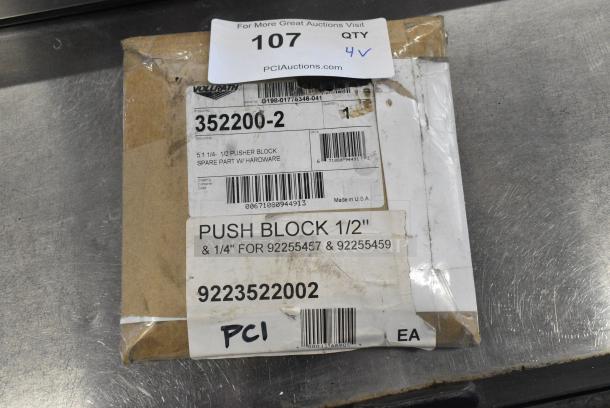 For More Great Auctions Visit
107 QTY
4v
PCIAuctions.com
VOLLRATH
352200-2 1
5.1 1/4- 1/2 PUSHER BLOCK
SPARE PART W/ HARDWARE
00671080944913
Made in U.S.A.
PUSH BLOCK 1/2"
& 1/4" FOR 92255457 & 92255459
9223522002
PCI
EA